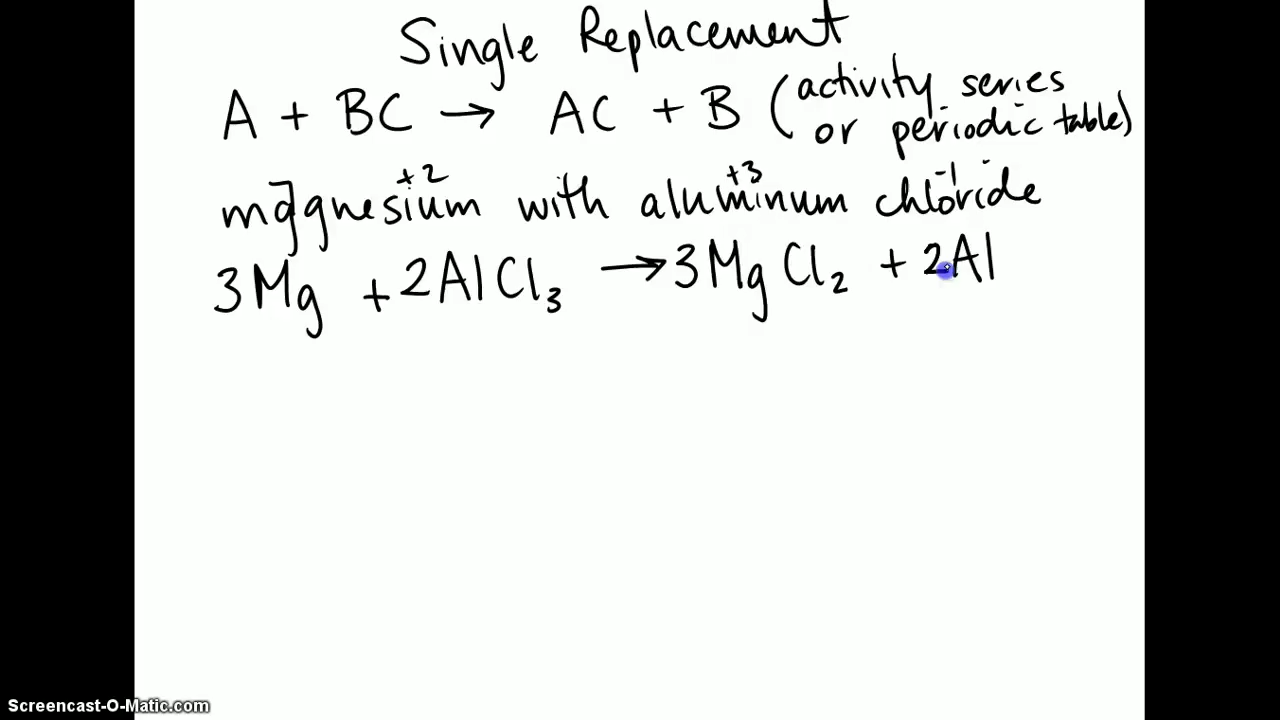 Single Replacement
A + BC → AC + B (activity series
or periodic table)
+2 +3 -1
magnesium with aluminum chloride
3Mg + 2AlCl₃ → 3MgCl₂ + 2Al
Screencast-O-Matic.com